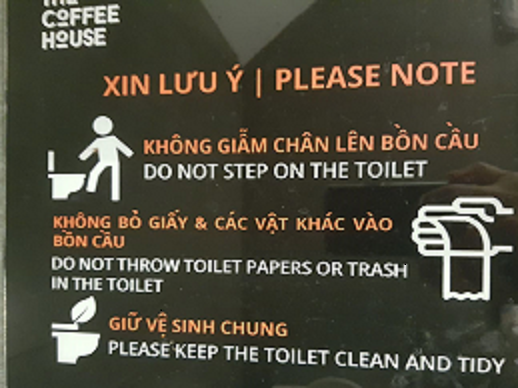 THE
COFFEE
HOUSE
XIN LƯU Ý | PLEASE NOTE
KHÔNG GIẪM CHÂN LÊN BỒN CẦU
DO NOT STEP ON THE TOILET
KHÔNG BỎ GIẤY & CÁC VẬT KHÁC VÀO
BỒN CẦU
DO NOT THROW TOILET PAPERS OR TRASH
IN THE TOILET
GIỮ VỆ SINH CHUNG
PLEASE KEEP THE TOILET CLEAN AND TIDY